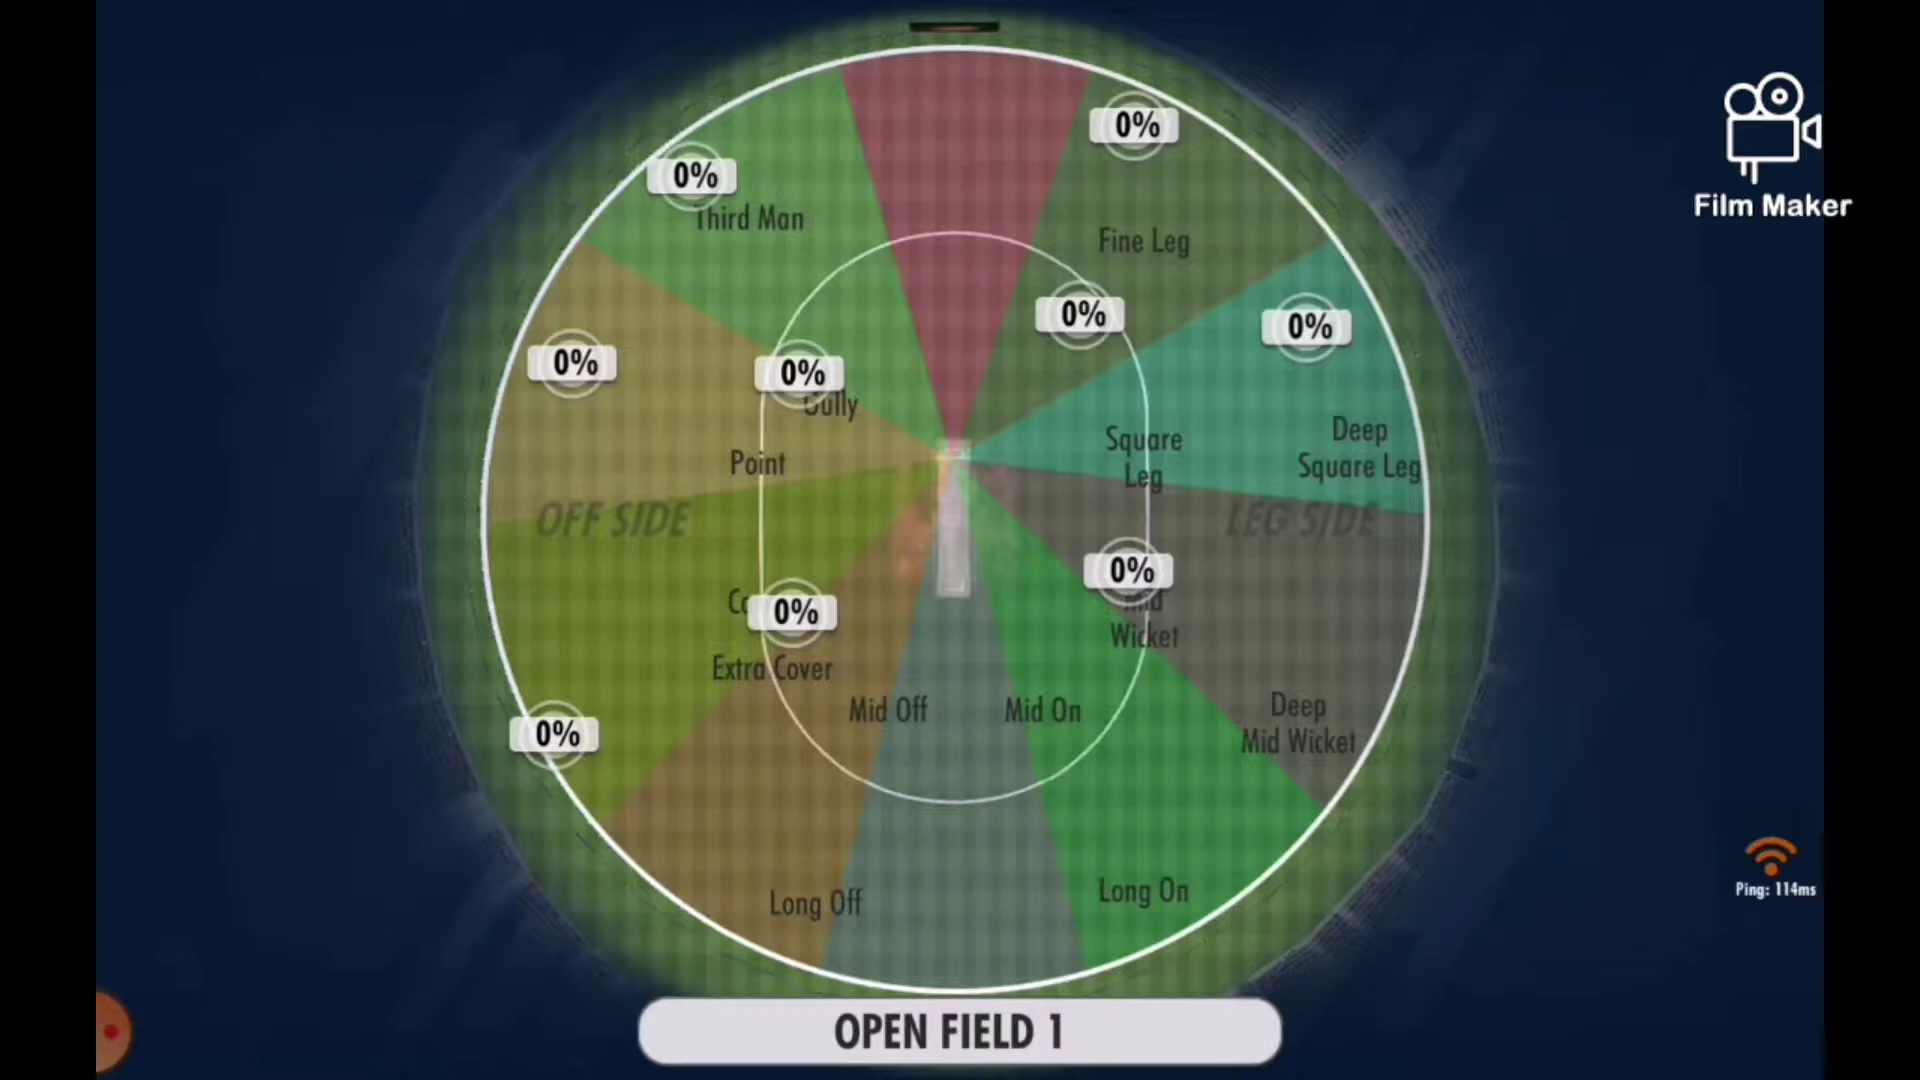 0%
Film Maker
0%
Third Man
Fine Leg
0%
0%
0%
0%
Gully
Point
Square
Leg
Deep
Square Leg
OFF SIDE
LEG SIDE
0%
0%
Mid
Wicket
Extra Cover
Mid Off
Mid On
Deep
Mid Wicket
0%
Long Off
Long On
Ping: 114ms
OPEN FIELD 1